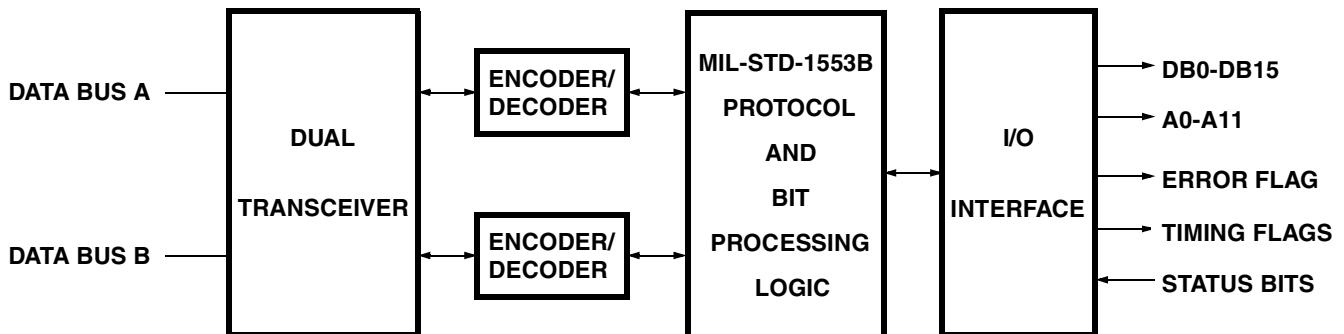 DATA BUS A
DATA BUS B
DUAL
TRANSCEIVER
ENCODER/
DECODER
ENCODER/
DECODER
MIL-STD-1553B
PROTOCOL
AND
BIT
PROCESSING
LOGIC
I/O
INTERFACE
DB0-DB15
A0-A11
ERROR FLAG
TIMING FLAGS
STATUS BITS